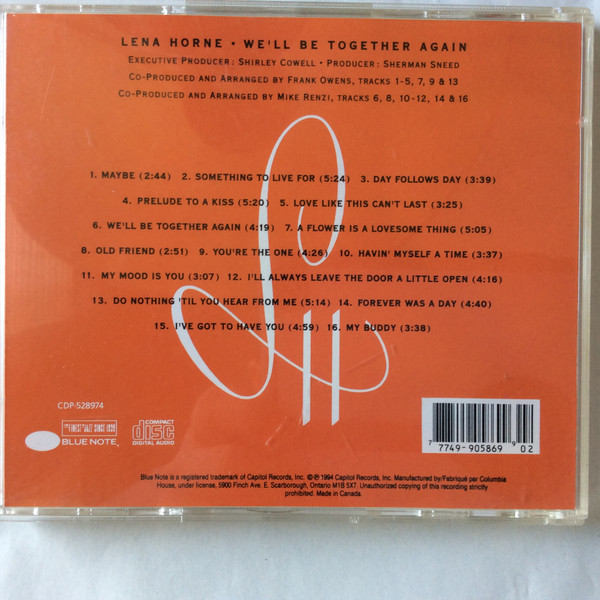 LENA HORNE • WE'LL BE TOGETHER AGAIN
EXECUTIVE PRODUCER: SHIRLEY COWELL • PRODUCER: SHERMAN SNEED
CO-PRODUCED AND ARRANGED BY FRANK OWENS, TRACKS 1-5, 7, 9 & 13
CO-PRODUCED AND ARRANGED BY MIKE RENZI, TRACKS 6, 8, 10-12, 14 & 16
1. MAYBE (2:44) 2. SOMETHING TO LIVE FOR (5:24) 3. DAY FOLLOWS DAY (3:39)
4. PRELUDE TO A KISS (5:20) 5. LOVE LIKE THIS CAN'T LAST (3:25)
6. WE'LL BE TOGETHER AGAIN (4:19) 7. A FLOWER IS A LOVESOME THING (5:05)
8. OLD FRIEND (2:51) 9. YOU'RE THE ONE (4:26) 10. HAVIN' MYSELF A TIME (3:37)
11. MY MOOD IS YOU (3:07) 12. I'LL ALWAYS LEAVE THE DOOR A LITTLE OPEN (4:16)
13. DO NOTHING 'TIL YOU HEAR FROM ME (5:14) 14. FOREVER WAS A DAY (4:40)
15. I'VE GOT TO HAVE YOU (4:59) 16. MY BUDDY (3:38)
CDP-528974
THE FINEST IN JAZZ SINCE 1939
BLUE NOTE
COMPACT
disc
DIGITAL AUDIO
7 7749-905869 9 02
Blue Note is a registered trademark of Capitol Records, Inc. ©℗ 1994 Capitol Records, Inc. Manufactured by/Fabriqué par Columbia
House, under license. 5900 Finch Ave. E. Scarborough, Ontario M1B 5X7. Unauthorized copying of this recording strictly
prohibited. Made in Canada.